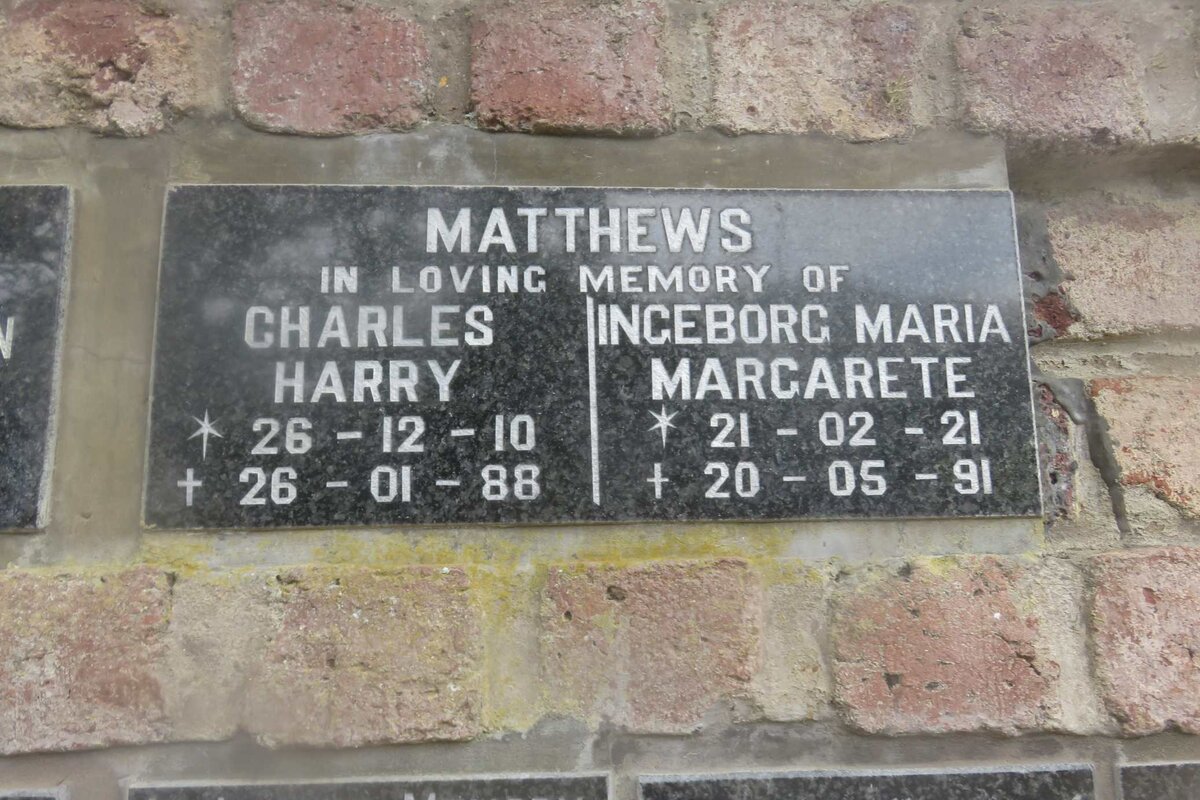 MATTHEWS
IN LOVING MEMORY OF
CHARLES
HARRY
* 26 - 12 - 10
† 26 - 01 - 88
INGEBORG MARIA
MARGARETE
* 21 - 02 - 21
† 20 - 05 - 91